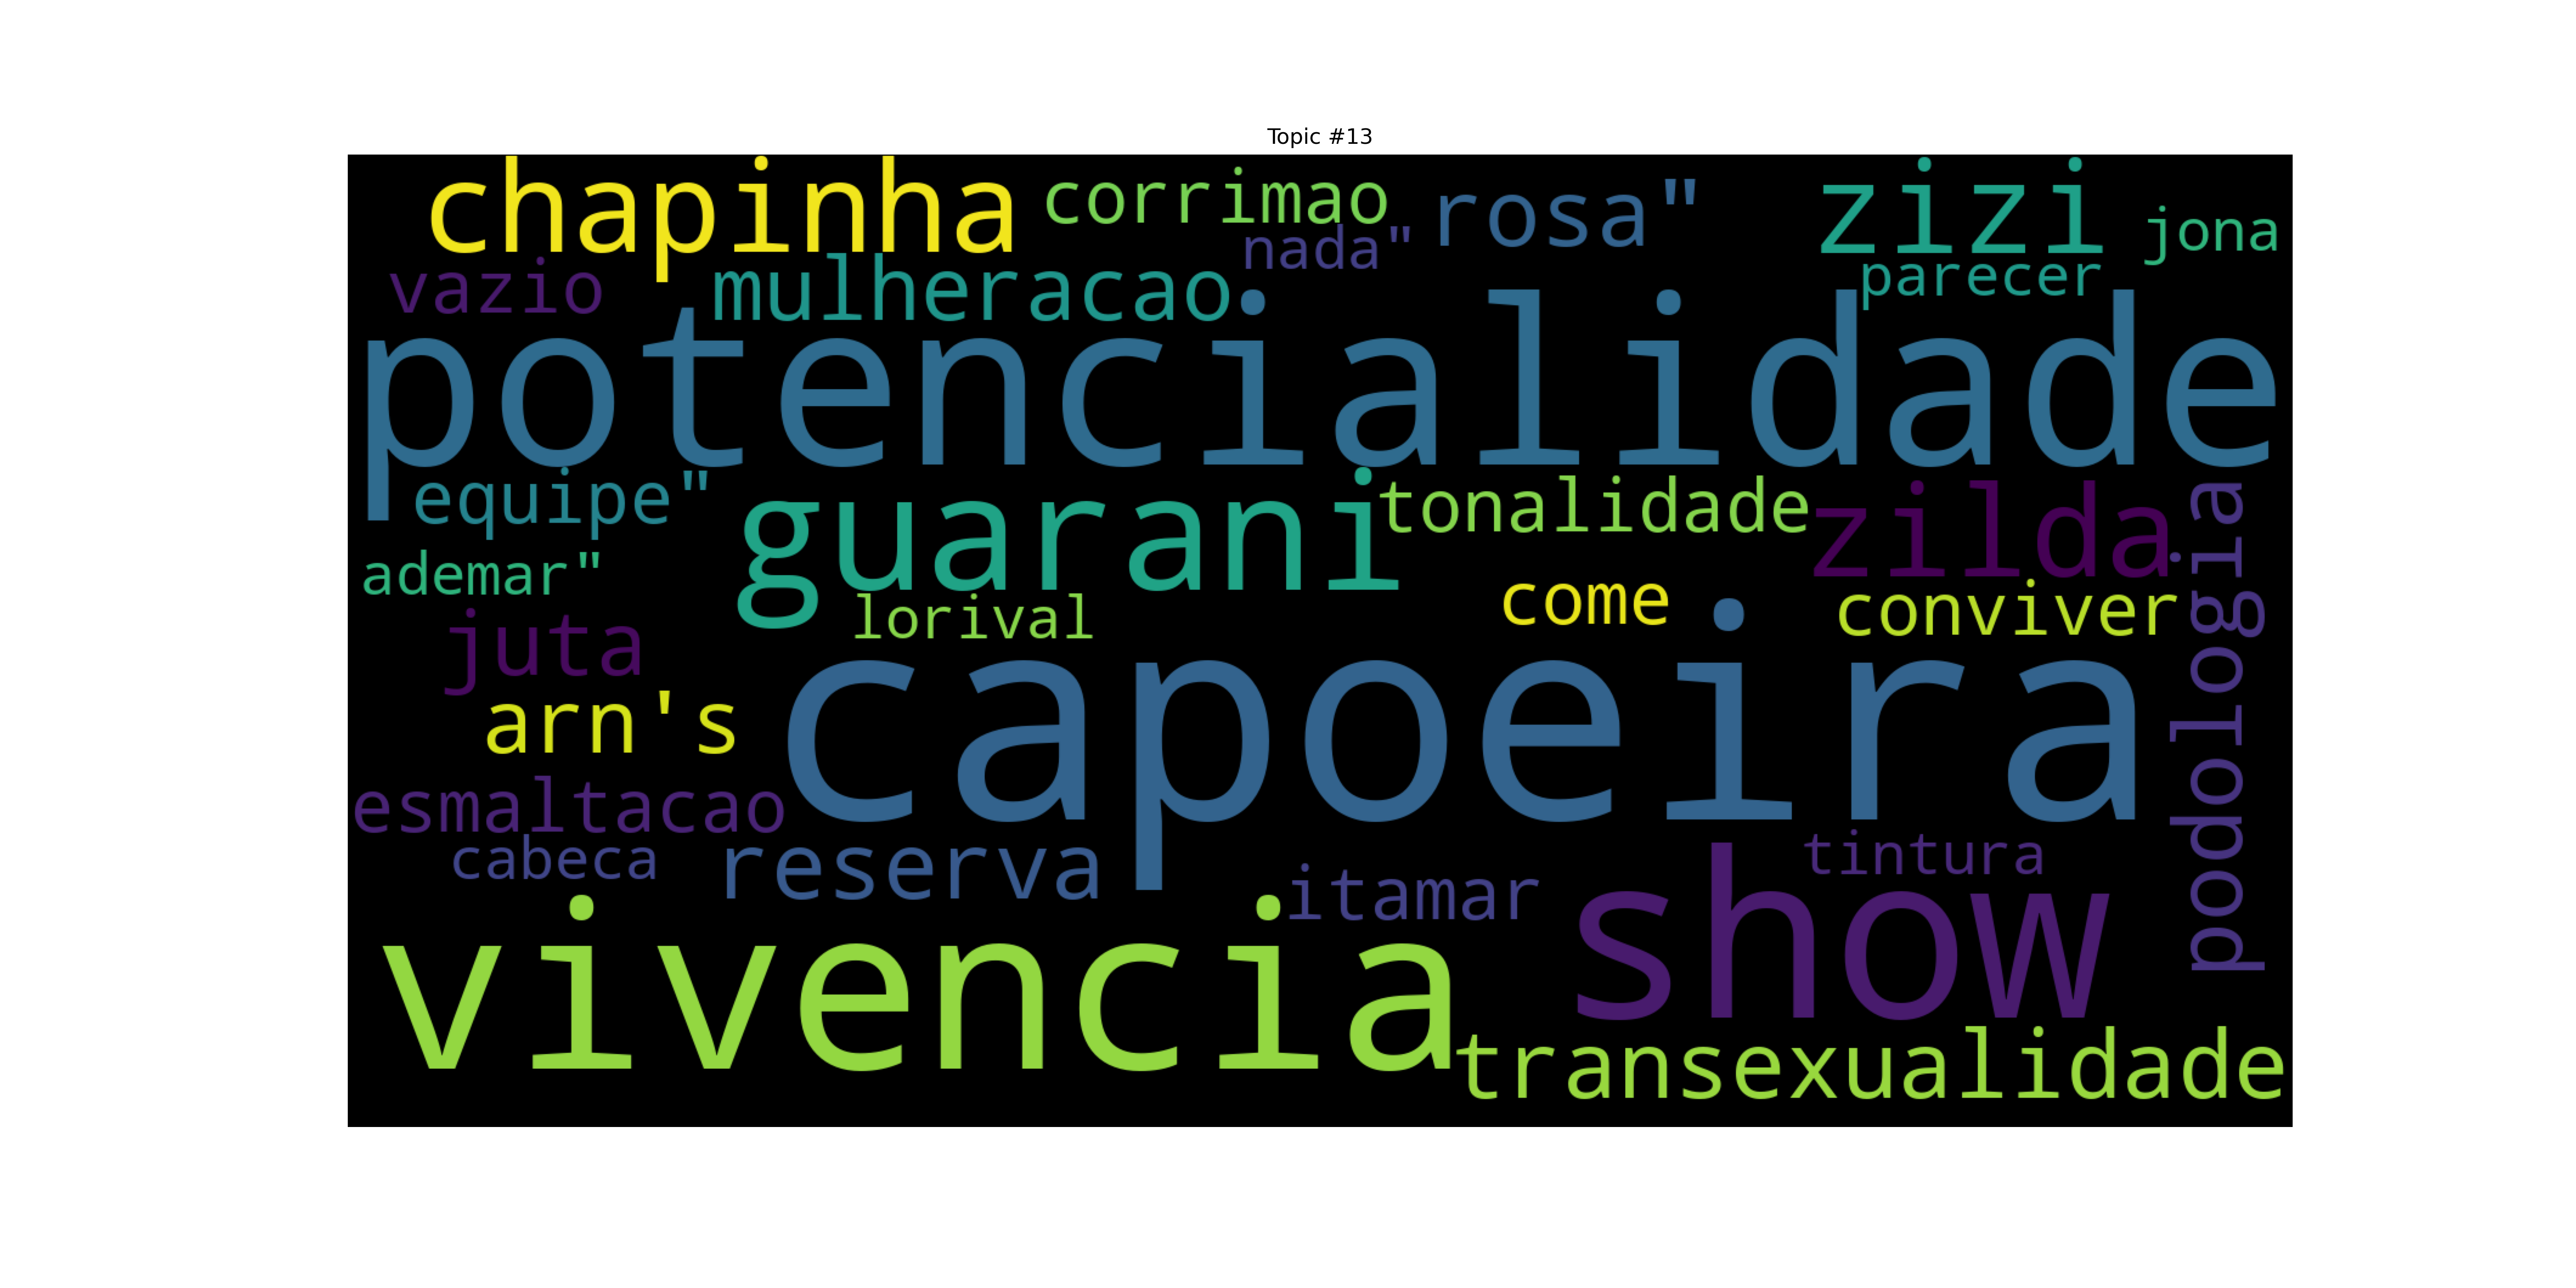 Topic #13
chapinha
corrimao
rosa"
zizi
jona
nada"
vazio
mulheracao
parecer
potencialidade
equipe"
guarani
tonalidade
zilda
podologia
ademar"
lorival
come
conviver
juta
arn's
capoeira
esmaltacao
cabeca
reserva
itamar
tintura
show
vivencia
transexualidade